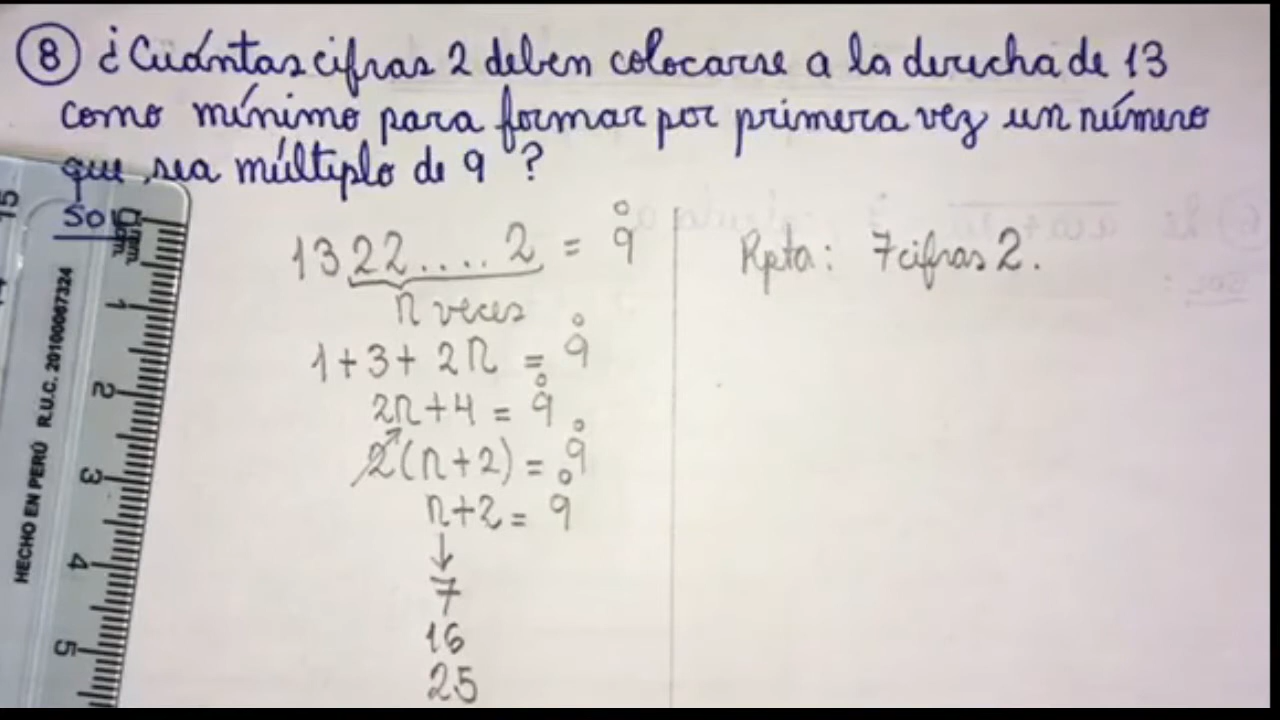 8 ¿Cuántas cifras 2 deben colocarse a la derecha de 13
como mínimo para formar por primera vez un número
que sea múltiplo de 9 ?
13 22....2 = 9̊
n veces
1+3+ 2n = 9̊
2n+4 = 9̊
2(n+2) = 9̊
n+2 = 9̊
↓
7
16
25
Rpta: 7 cifras 2.
15
0 mm
cm.
1
2
3
4
5
HECHO EN PERÚ R.U.C. 20100067324